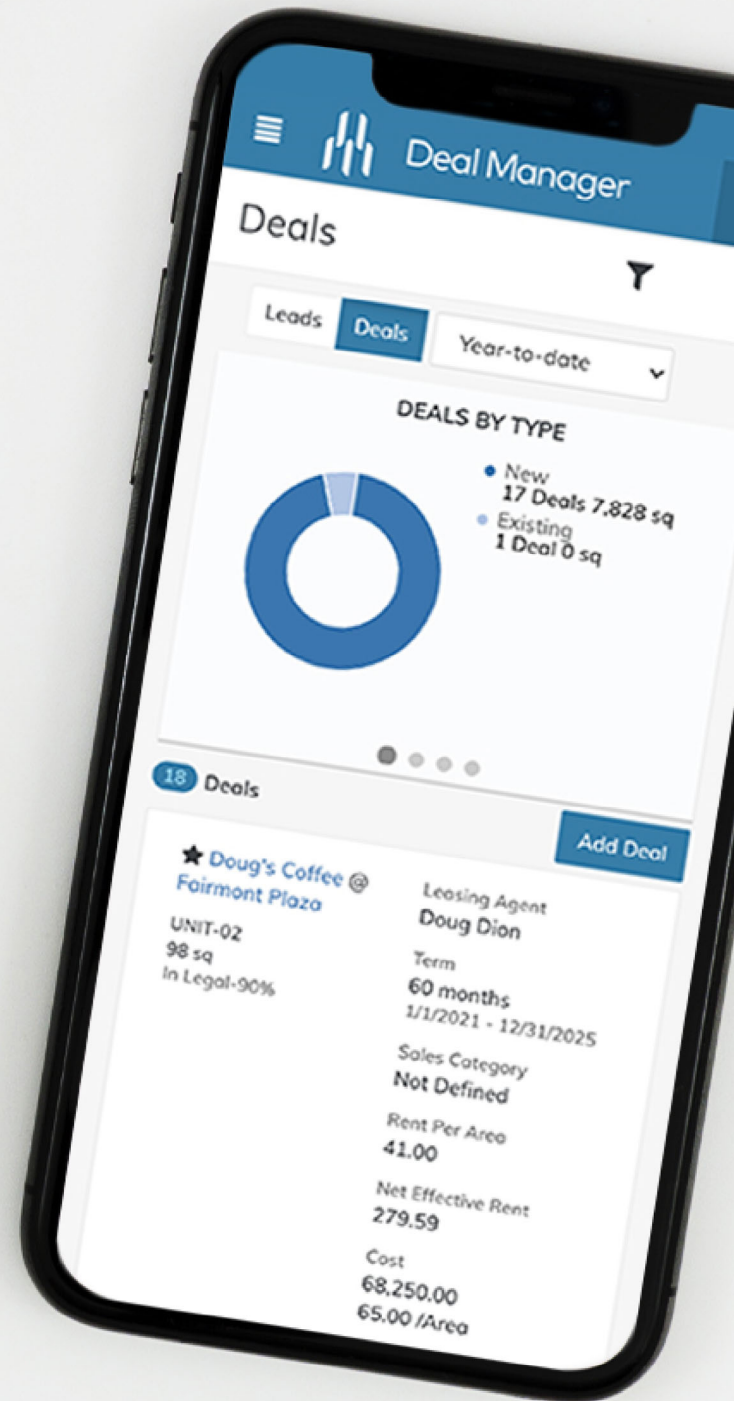 Deal Manager
Deals
Leads
Deals
Year-to-date
DEALS BY TYPE
New
17 Deals 7,828 sq
Existing
1 Deal 0 sq
18 Deals
Add Deal
Doug's Coffee @
Fairmont Plaza
UNIT-02
98 sq
In Legal-90%
Leasing Agent
Doug Dion
Term
60 months
1/1/2021 - 12/31/2025
Sales Category
Not Defined
Rent Per Area
41.00
Net Effective Rent
279.59
Cost
68,250.00
65.00 /Area